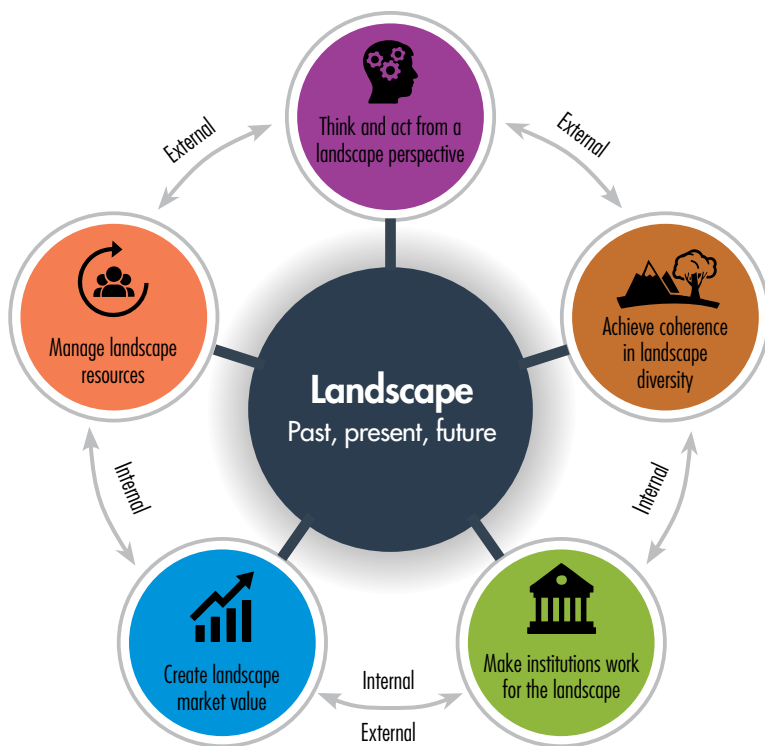 Think and act from a
landscape perspective
External
External
Manage landscape
resources
Achieve coherence
in landscape
diversity
Landscape
Past, present, future
Internal
Internal
Create landscape
market value
Internal
External
Make institutions work
for the landscape